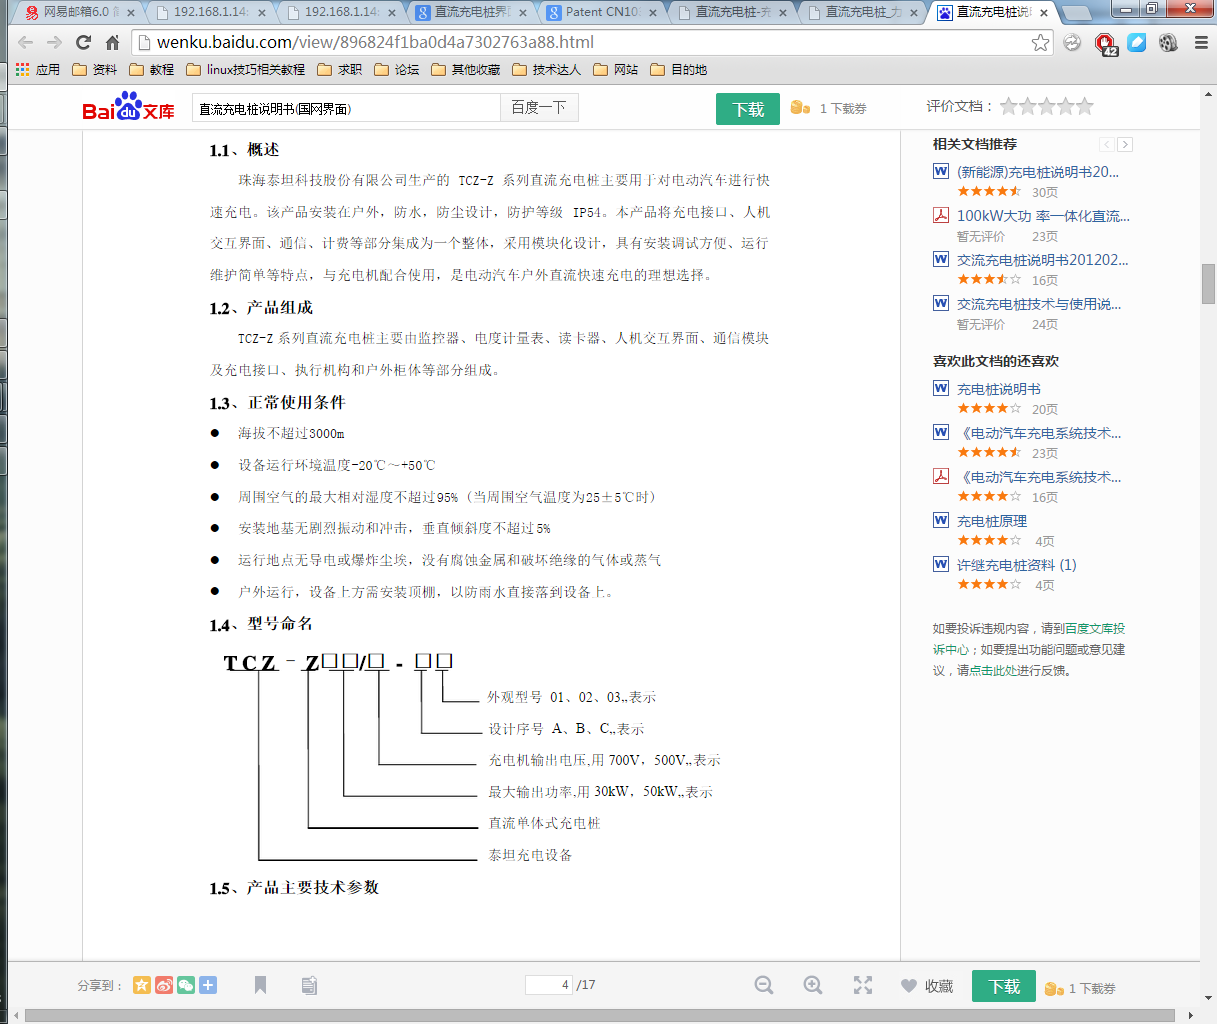 网易邮箱6.0 简
192.168.1.14:
192.168.1.14:
直流充电桩界面
Patent CN10
直流充电桩-充
直流充电桩_力
直流充电桩说明
wenku.baidu.com/view/896824f1ba0d4a7302763a88.html
42
应用 资料 教程 linux技巧相关教程 求职 论坛 其他收藏 技术达人 网站 目的地
Bai du 文库
直流充电桩说明书(国网界面)
百度一下
下载
1 下载券
评价文档：
1.1、概述
珠海泰坦科技股份有限公司生产的 TCZ-Z 系列直流充电桩主要用于对电动汽车进行快
速充电。该产品安装在户外，防水，防尘设计，防护等级 IP54。本产品将充电接口、人机
交互界面、通信、计费等部分集成为一个整体，采用模块化设计，具有安装调试方便、运行
维护简单等特点，与充电机配合使用，是电动汽车户外直流快速充电的理想选择。
1.2、产品组成
TCZ-Z 系列直流充电桩主要由监控器、电度计量表、读卡器、人机交互界面、通信模块
及充电接口、执行机构和户外柜体等部分组成。
1.3、正常使用条件
● 海拔不超过3000m
● 设备运行环境温度-20℃～+50℃
● 周围空气的最大相对湿度不超过95%（当周围空气温度为25±5℃时）
● 安装地基无剧烈振动和冲击，垂直倾斜度不超过5%
● 运行地点无导电或爆炸尘埃，没有腐蚀金属和破坏绝缘的气体或蒸气
● 户外运行，设备上方需安装顶棚，以防雨水直接落到设备上。
1.4、型号命名
TCZ - Z□□/□ - □□
外观型号 01、02、03,,表示
设计序号 A、B、C,,表示
充电机输出电压,用 700V，500V,,表示
最大输出功率,用 30kW，50kW,,表示
直流单体式充电桩
泰坦充电设备
1.5、产品主要技术参数
相关文档推荐
(新能源)充电桩说明书20...
30页
100kW大功 率一体化直流...
暂无评价 23页
交流充电桩说明书201202...
16页
交流充电桩技术与使用说...
暂无评价 24页
喜欢此文档的还喜欢
充电桩说明书
20页
《电动汽车充电系统技术...
23页
《电动汽车充电系统技术...
16页
充电桩原理
4页
许继充电桩资料 (1)
4页
如要投诉违规内容，请到百度文库投
诉中心；如要提出功能问题或意见建
议，请点击此处进行反馈。
分享到：
4 /17
收藏
下载
1 下载券